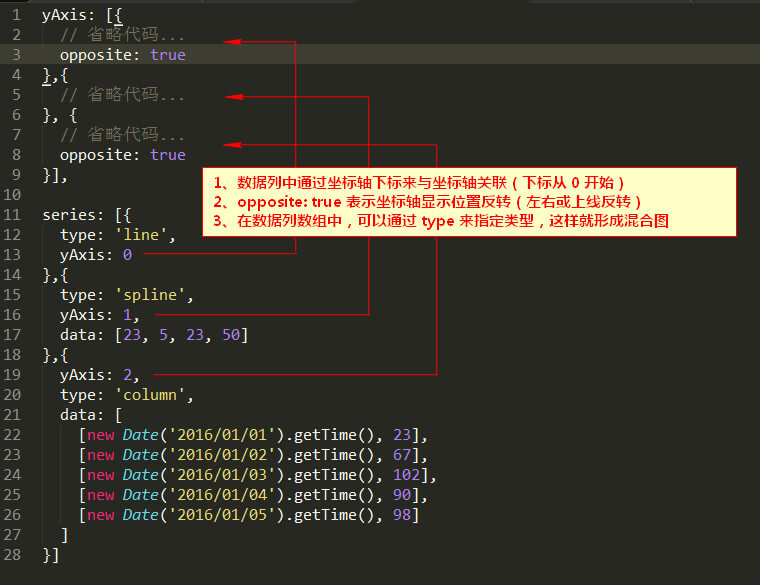 1 yAxis: [{
2 // 省略代码...
3 opposite: true
4 },{
5 // 省略代码...
6 }, {
7 // 省略代码...
8 opposite: true
9 }],
10
11 series: [{
12 type: 'line',
13 yAxis: 0
14 },{
15 type: 'spline',
16 yAxis: 1,
17 data: [23, 5, 23, 50]
18 },{
19 yAxis: 2,
20 type: 'column',
21 data: [
22 [new Date('2016/01/01').getTime(), 23],
23 [new Date('2016/01/02').getTime(), 67],
24 [new Date('2016/01/03').getTime(), 102],
25 [new Date('2016/01/04').getTime(), 90],
26 [new Date('2016/01/05').getTime(), 98]
27 ]
28 }]
1、数据列中通过坐标轴下标来与坐标轴关联（下标从 0 开始）
2、opposite: true 表示坐标轴显示位置反转（左右或上线反转）
3、在数据列数组中，可以通过 type 来指定类型，这样就形成混合图